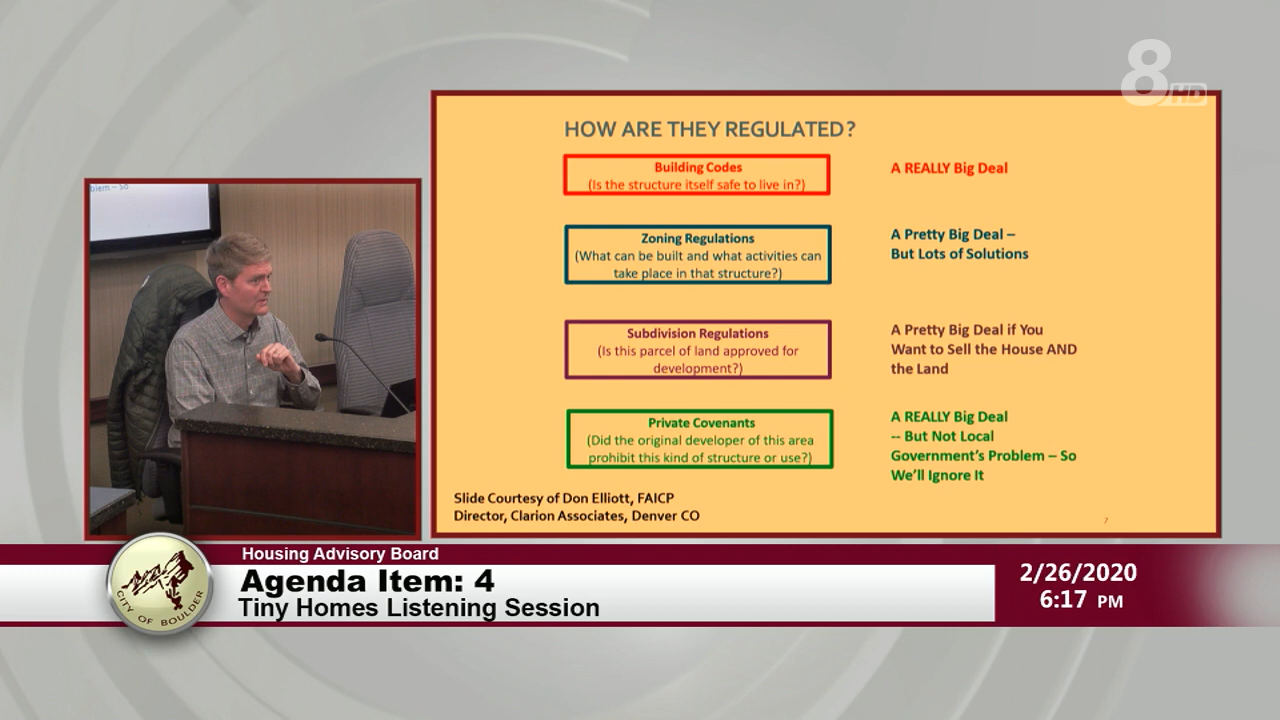 8HD
blem – So
HOW ARE THEY REGULATED?
Building Codes
(Is the structure itself safe to live in?)
A REALLY Big Deal
Zoning Regulations
(What can be built and what activities can
take place in that structure?)
A Pretty Big Deal –
But Lots of Solutions
Subdivision Regulations
(Is this parcel of land approved for
development?)
A Pretty Big Deal if You
Want to Sell the House AND
the Land
Private Covenants
(Did the original developer of this area
prohibit this kind of structure or use?)
A REALLY Big Deal
-- But Not Local
Government's Problem – So
We'll Ignore It
Slide Courtesy of Don Elliott, FAICP
Director, Clarion Associates, Denver CO
7
Housing Advisory Board
Agenda Item: 4
Tiny Homes Listening Session
2/26/2020
6:17 PM
CITY OF BOULDER